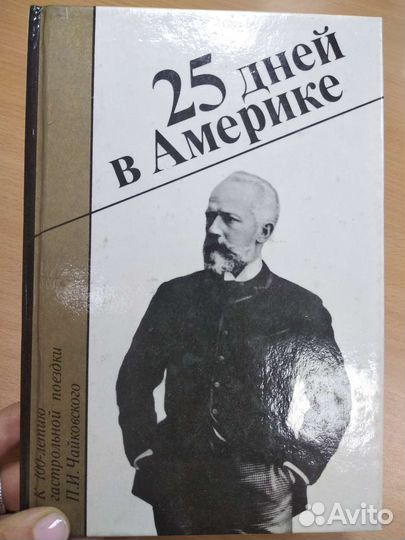 25 дней
в Америке
К 100-летию
гастрольной поездки
П.И. Чайковского
Avito